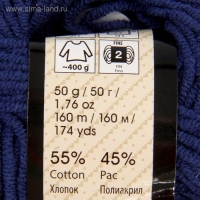 © www.sima-land.ru
~400 g
FINE
2
50 g / 50 г /
1,76 oz
160 m / 160 м /
174 yds
55% 45%
Cotton Pac
Хлопок Полиакрил